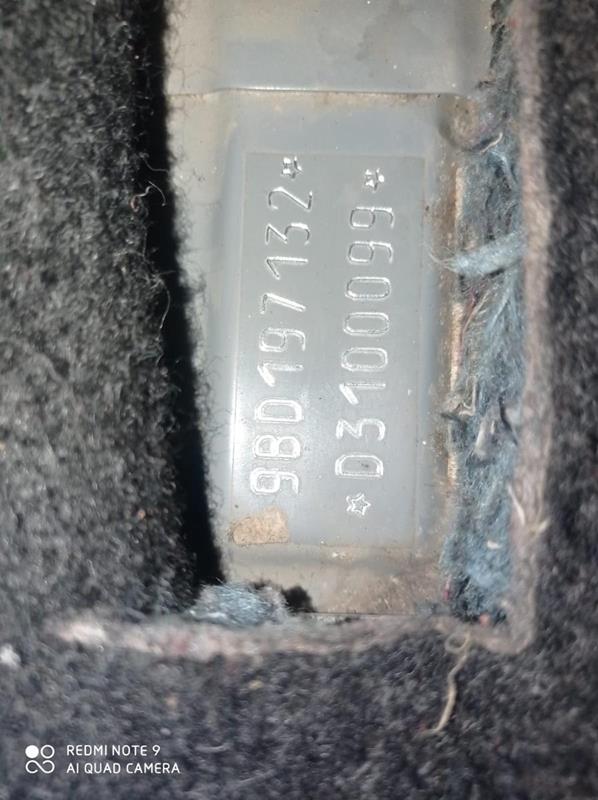 9BD197132*
*D3100099*
REDMI NOTE 9
AI QUAD CAMERA